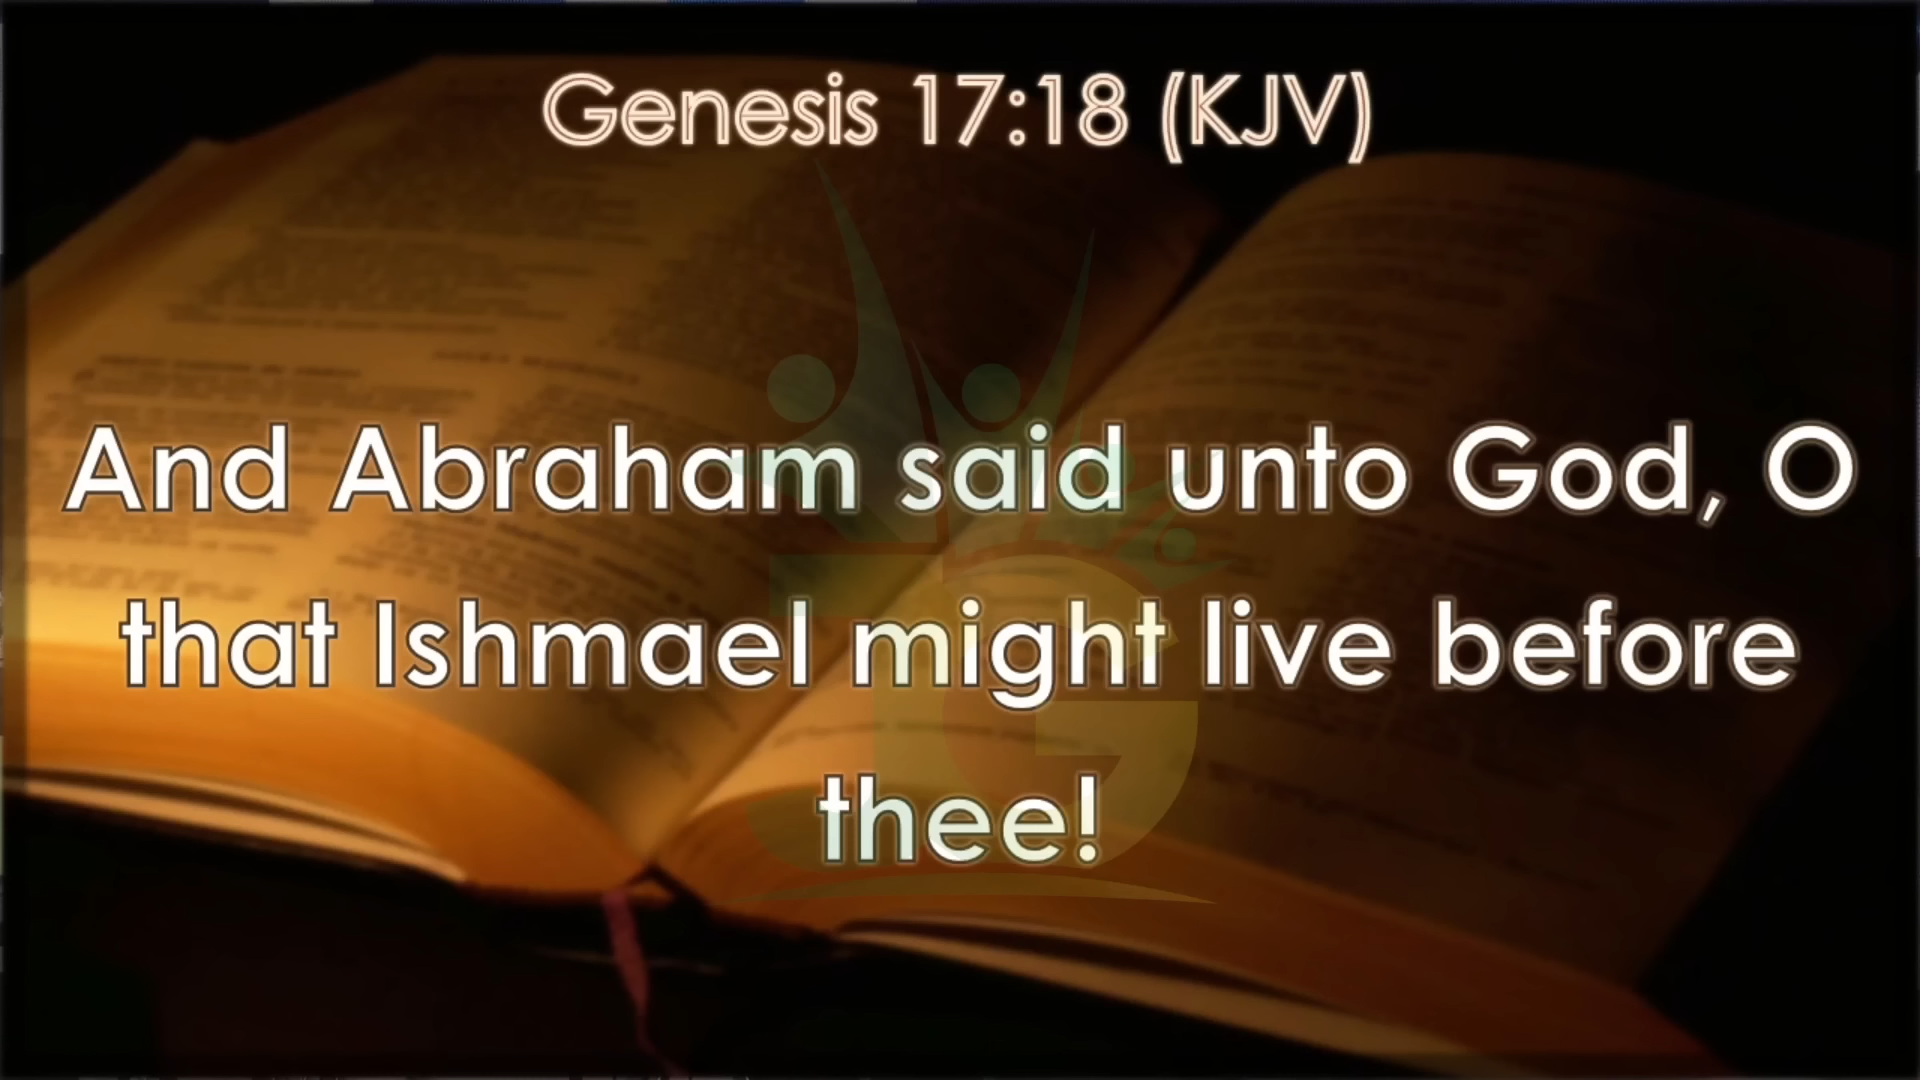 Genesis 17:18 (KJV)
And Abraham said unto God, O
that Ishmael might live before
thee!